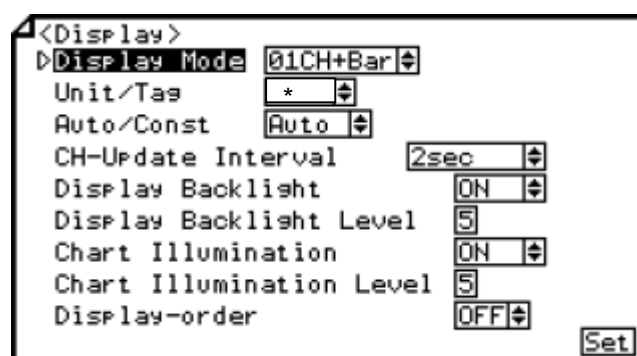 <Display>
Display Mode 01CH+Bar
Unit/Tag *
Auto/Const Auto
CH-Update Interval 2sec
Display Backlight ON
Display Backlight Level 5
Chart Illumination ON
Chart Illumination Level 5
Display-order OFF
Set